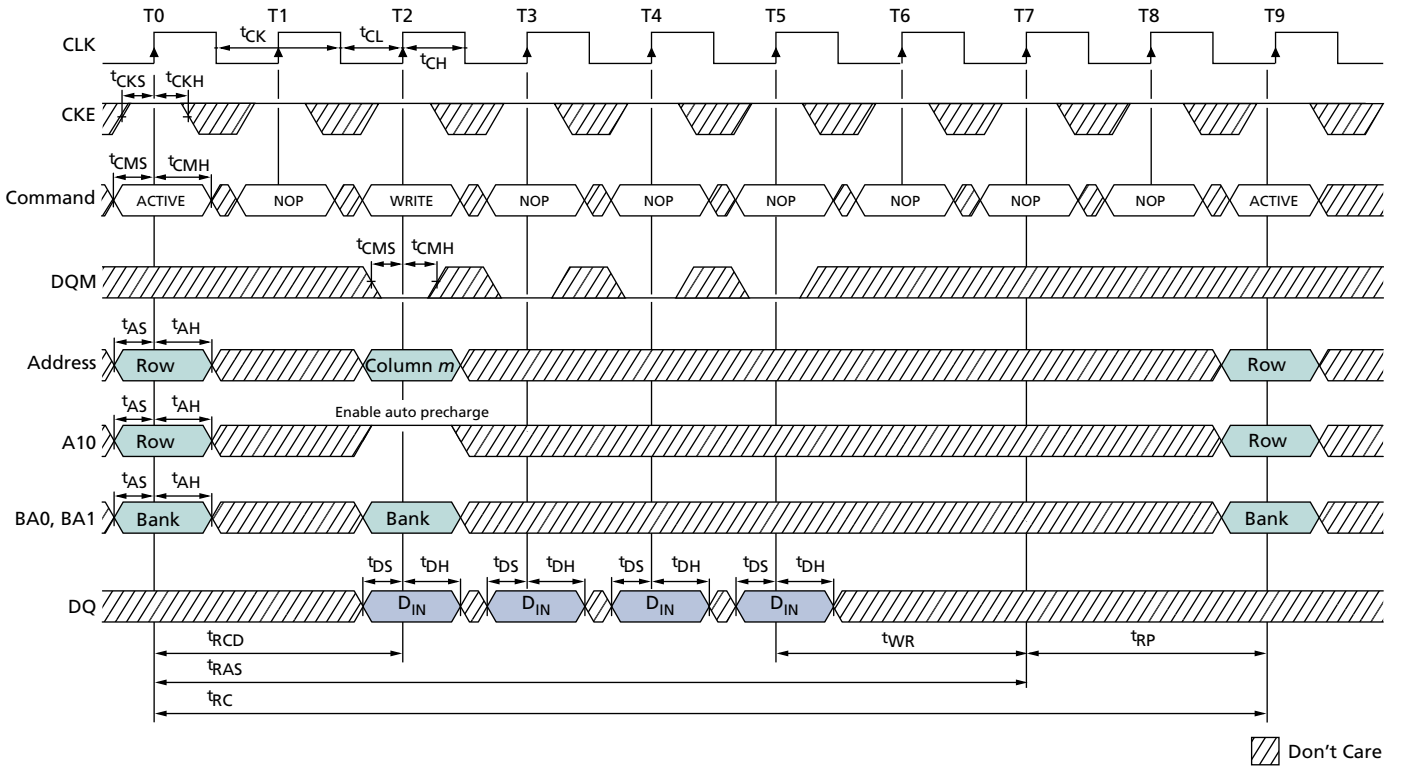 T0 T1 T2 T3 T4 T5 T6 T7 T8 T9
CLK
tCK tCL tCH
tCKS tCKH
CKE
tCMS tCMH
Command ACTIVE NOP WRITE NOP NOP NOP NOP NOP NOP ACTIVE
tCMS tCMH
DQM
tAS tAH
Address Row Column m Row
tAS tAH Enable auto precharge
A10 Row Row
tAS tAH
BA0, BA1 Bank Bank Bank
tDS tDH tDS tDH tDS tDH tDS tDH
DQ DIN DIN DIN DIN
tRCD tWR tRP
tRAS
tRC
Don't Care